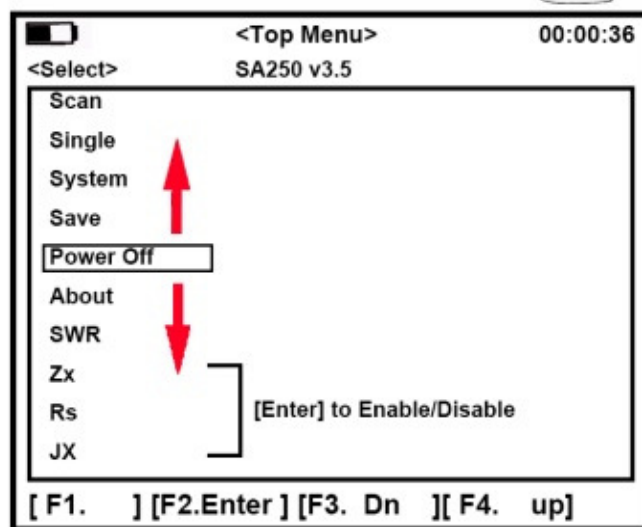 <Top Menu> 00:00:36
<Select> SA250 v3.5
Scan
Single
System
Save
Power Off
About
SWR
Zx
Rs [Enter] to Enable/Disable
JX
[ F1. ] [F2.Enter ] [F3. Dn ][ F4. up]